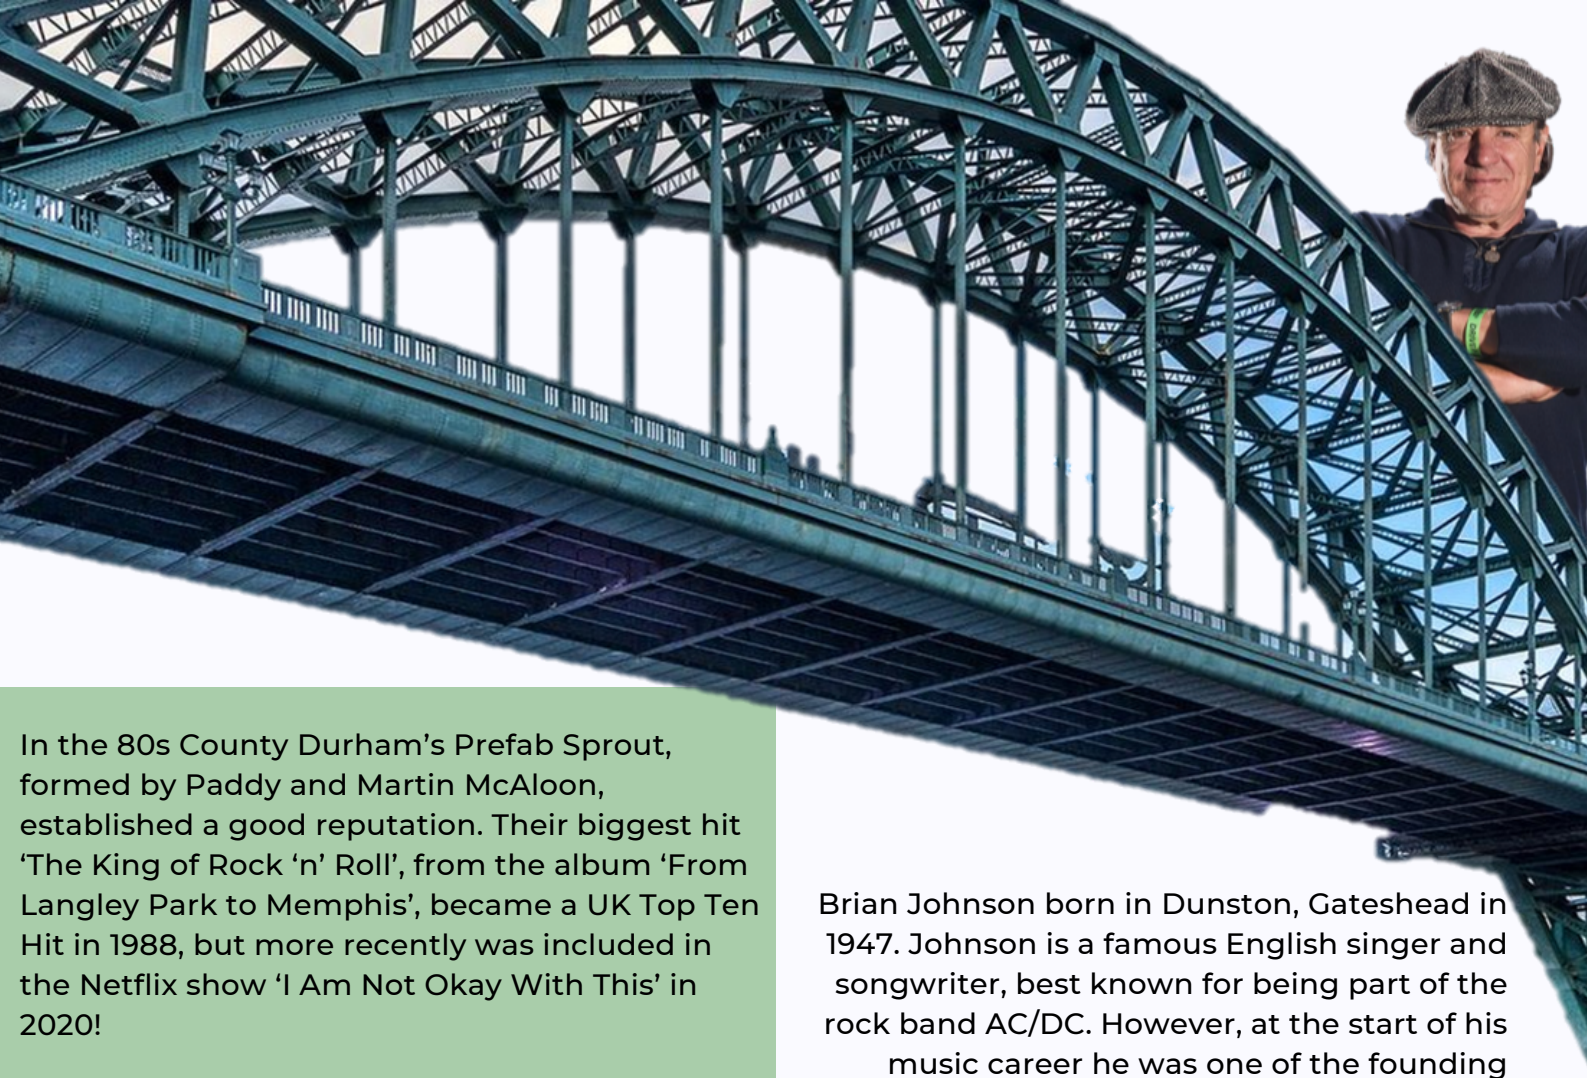 In the 80s County Durham’s Prefab Sprout,
formed by Paddy and Martin McAloon,
established a good reputation. Their biggest hit
‘The King of Rock ‘n’ Roll’, from the album ‘From
Langley Park to Memphis’, became a UK Top Ten
Hit in 1988, but more recently was included in
the Netflix show ‘I Am Not Okay With This’ in
2020!
Brian Johnson born in Dunston, Gateshead in
1947. Johnson is a famous English singer and
songwriter, best known for being part of the
rock band AC/DC. However, at the start of his
music career he was one of the founding